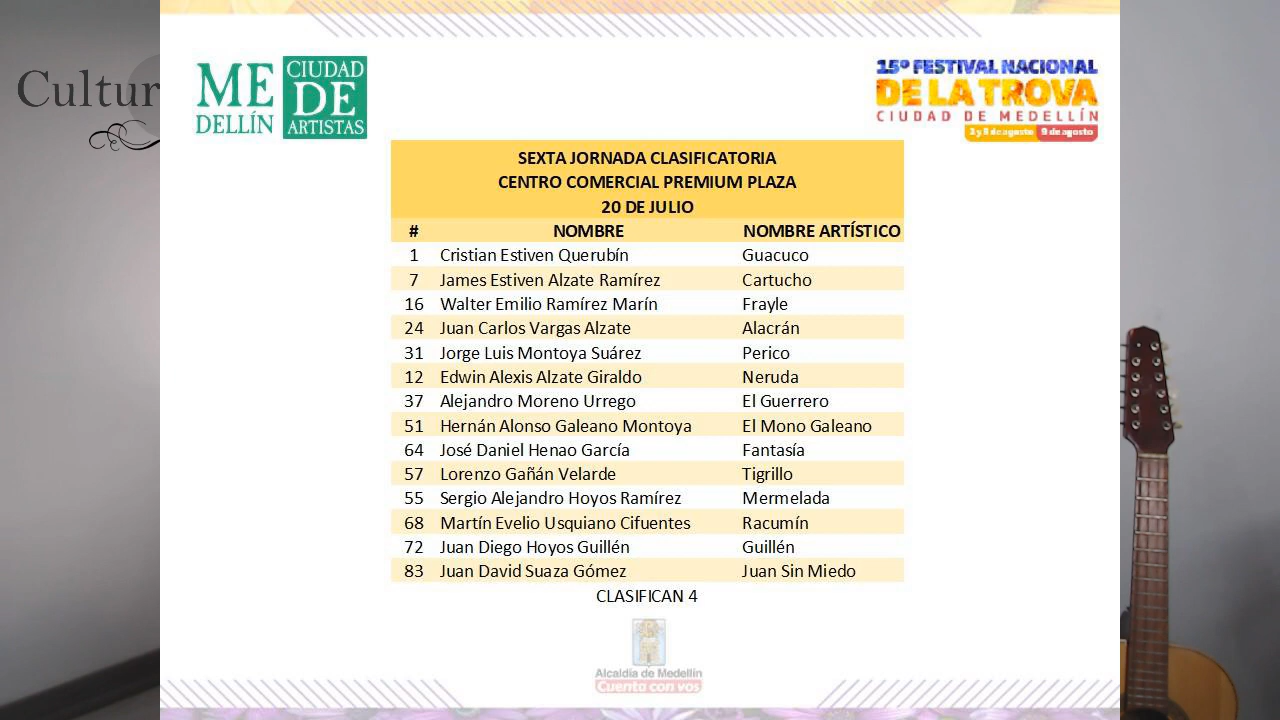 Cultur
ME
DELLÍN
CIUDAD
DE
ARTISTAS
15º FESTIVAL NACIONAL
DE LA TROVA
CIUDAD DE MEDELLÍN
9 de agosto
SEXTA JORNADA CLASIFICATORIA
CENTRO COMERCIAL PREMIUM PLAZA
20 DE JULIO
# NOMBRE NOMBRE ARTÍSTICO
1 Cristian Estiven Querubín Guacuco
7 James Estiven Alzate Ramírez Cartucho
16 Walter Emilio Ramírez Marín Frayle
24 Juan Carlos Vargas Alzate Alacrán
31 Jorge Luis Montoya Suárez Perico
12 Edwin Alexis Alzate Giraldo Neruda
37 Alejandro Moreno Urrego El Guerrero
51 Hernán Alonso Galeano Montoya El Mono Galeano
64 José Daniel Henao García Fantasía
57 Lorenzo Gañán Velarde Tigrillo
55 Sergio Alejandro Hoyos Ramírez Mermelada
68 Martín Evelio Usquiano Cifuentes Racumín
72 Juan Diego Hoyos Guillén Guillén
83 Juan David Suaza Gómez Juan Sin Miedo
CLASIFICAN 4
Alcaldía de Medellín
Cuenta con vos